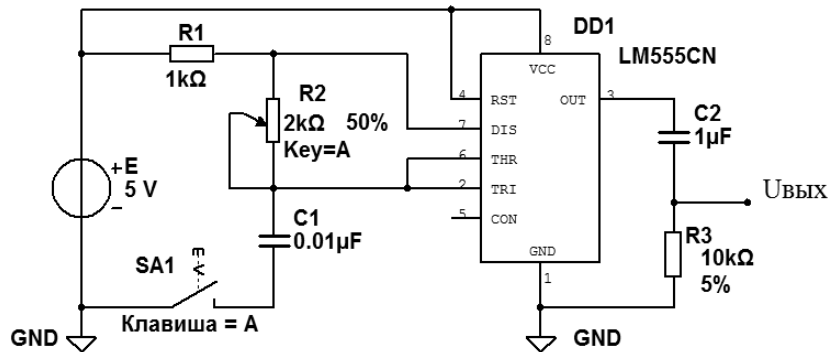 R1
1kΩ
R2
2kΩ 50%
Key=A
+ E
5 V
−
C1
0.01µF
SA1
E-V
Клавиша = A
GND
DD1
LM555CN
8
VCC
4 RST
OUT 3
7 DIS
6 THR
2 TRI
5 CON
GND
1
C2
1µF
Uвых
R3
10kΩ
5%
GND